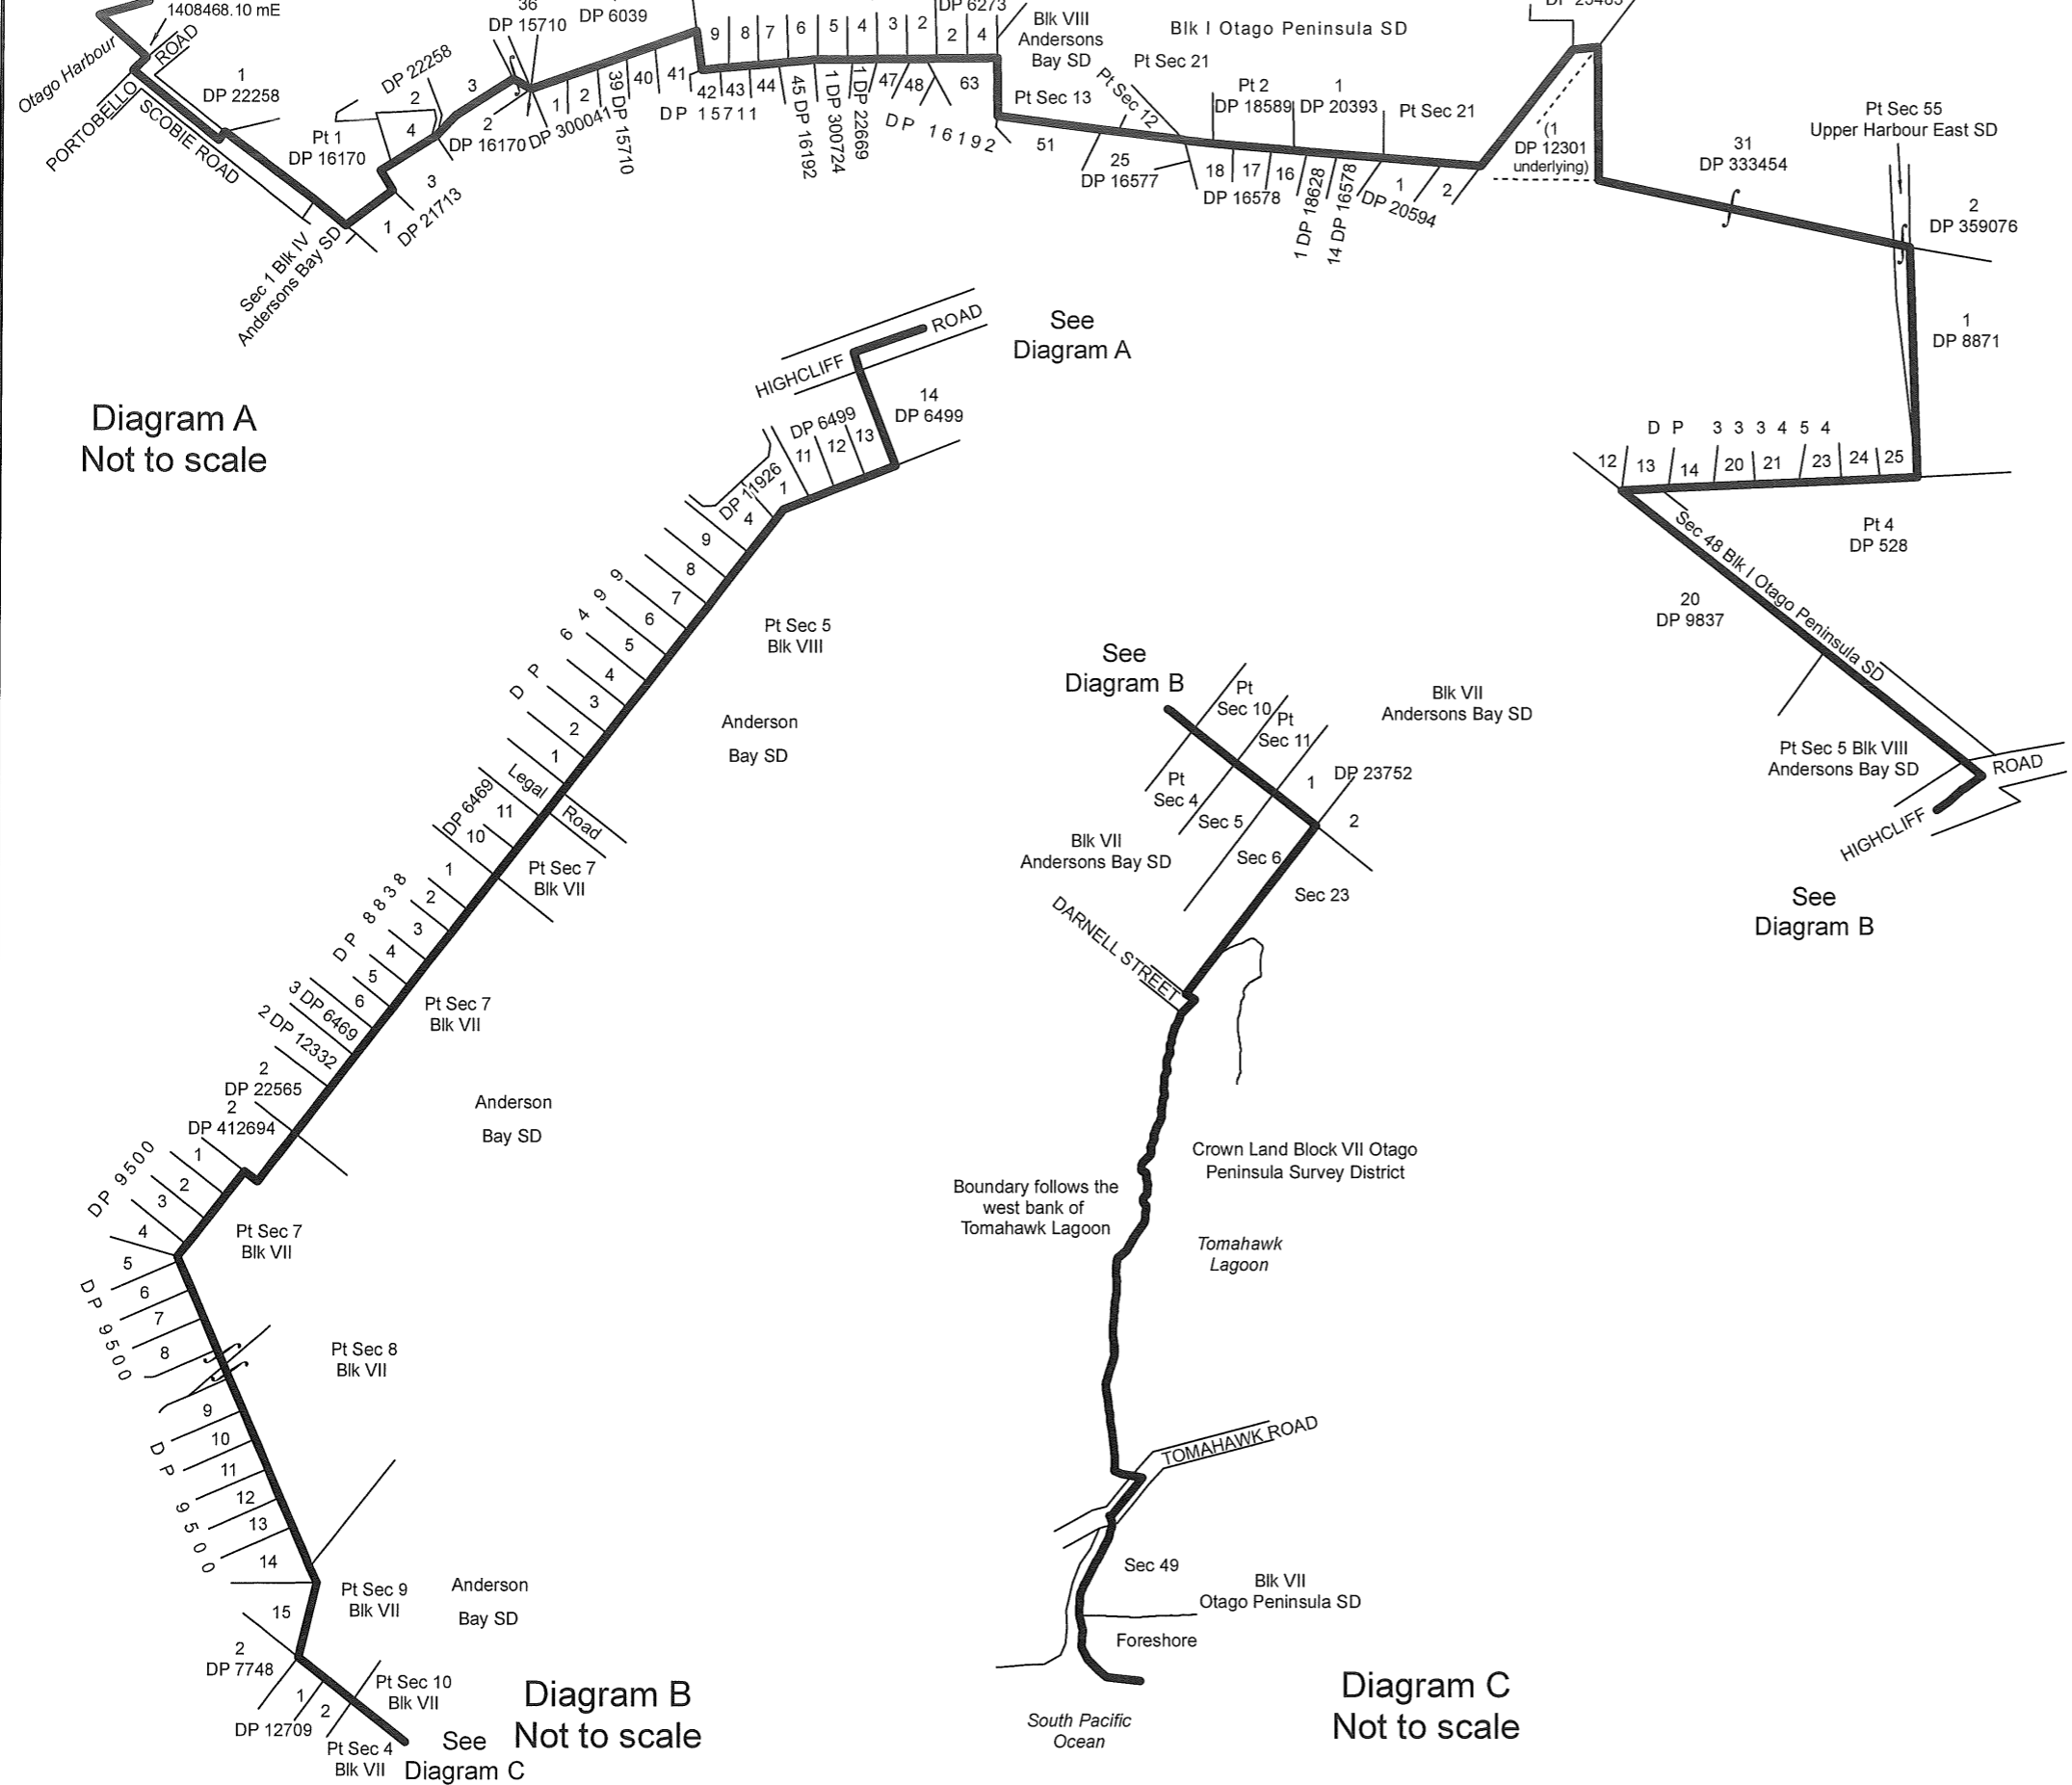 1408468.10 mE
Otago Harbour
ROAD
PORTOBELLO
SCOBIE ROAD
1
DP 22258
Pt 1
DP 16170
DP 22258
2
4
3
36
DP 15710
DP 6039
2
DP 16170
3
DP 21713
1
Sec 1 Blk IV
Andersons Bay SD
1
2
DP 300041
39 DP 15710
40
41
42
43
44
DP 15711
9
8
7
6
5
4
3
2
DP 6273
2
4
45 DP 16192
1 DP 300724
1 DP 22669
47
48
63
DP 16192
Blk VIII
Andersons
Bay SD
Blk I Otago Peninsula SD
Pt Sec 21
Pt Sec 13
Pt Sec 12
51
25
DP 16577
Pt 2
DP 18589
1
DP 20393
Pt Sec 21
18
17
16
DP 16578
1 DP 18628
14 DP 16578
1
2
DP 20594
(1
DP 12301
underlying)
31
DP 333454
Pt Sec 55
Upper Harbour East SD
2
DP 359076
1
DP 8871
DP 333454
12
13
14
20
21
23
24
25
Pt 4
DP 528
Sec 48 Blk I Otago Peninsula SD
20
DP 9837
Pt Sec 5 Blk VIII
Andersons Bay SD
ROAD
HIGHCLIFF
See
Diagram B
Diagram A
Not to scale
ROAD
HIGHCLIFF
See
Diagram A
14
DP 6499
DP 6499
11
12
13
DP 11926
7
4
9
8
7
6
5
4
3
2
1
DP 6499
Pt Sec 5
Blk VIII
Anderson
Bay SD
Legal
Road
DP 6469
11
10
Pt Sec 7
Blk VII
1
2
3
4
5
6
DP 8838
3 DP 6469
2 DP 12332
Pt Sec 7
Blk VII
2
DP 22565
2
DP 412694
Anderson
Bay SD
DP 9500
1
2
3
4
Pt Sec 7
Blk VII
5
6
7
8
DP 9500
Pt Sec 8
Blk VII
9
10
11
12
13
14
DP 9500
15
Pt Sec 9
Blk VII
Anderson
Bay SD
2
DP 7748
1
2
DP 12709
Pt Sec 10
Blk VII
Pt Sec 4
Blk VII
See
Diagram C
Diagram B
Not to scale
See
Diagram B
Pt
Sec 10
Pt
Sec 11
Blk VII
Andersons Bay SD
1
DP 23752
2
Pt
Sec 4
Sec 5
Sec 6
Blk VII
Andersons Bay SD
Sec 23
DARNELL STREET
Crown Land Block VII Otago
Peninsula Survey District
Boundary follows the
west bank of
Tomahawk Lagoon
Tomahawk
Lagoon
TOMAHAWK ROAD
Sec 49
Blk VII
Otago Peninsula SD
Foreshore
South Pacific
Ocean
Diagram C
Not to scale